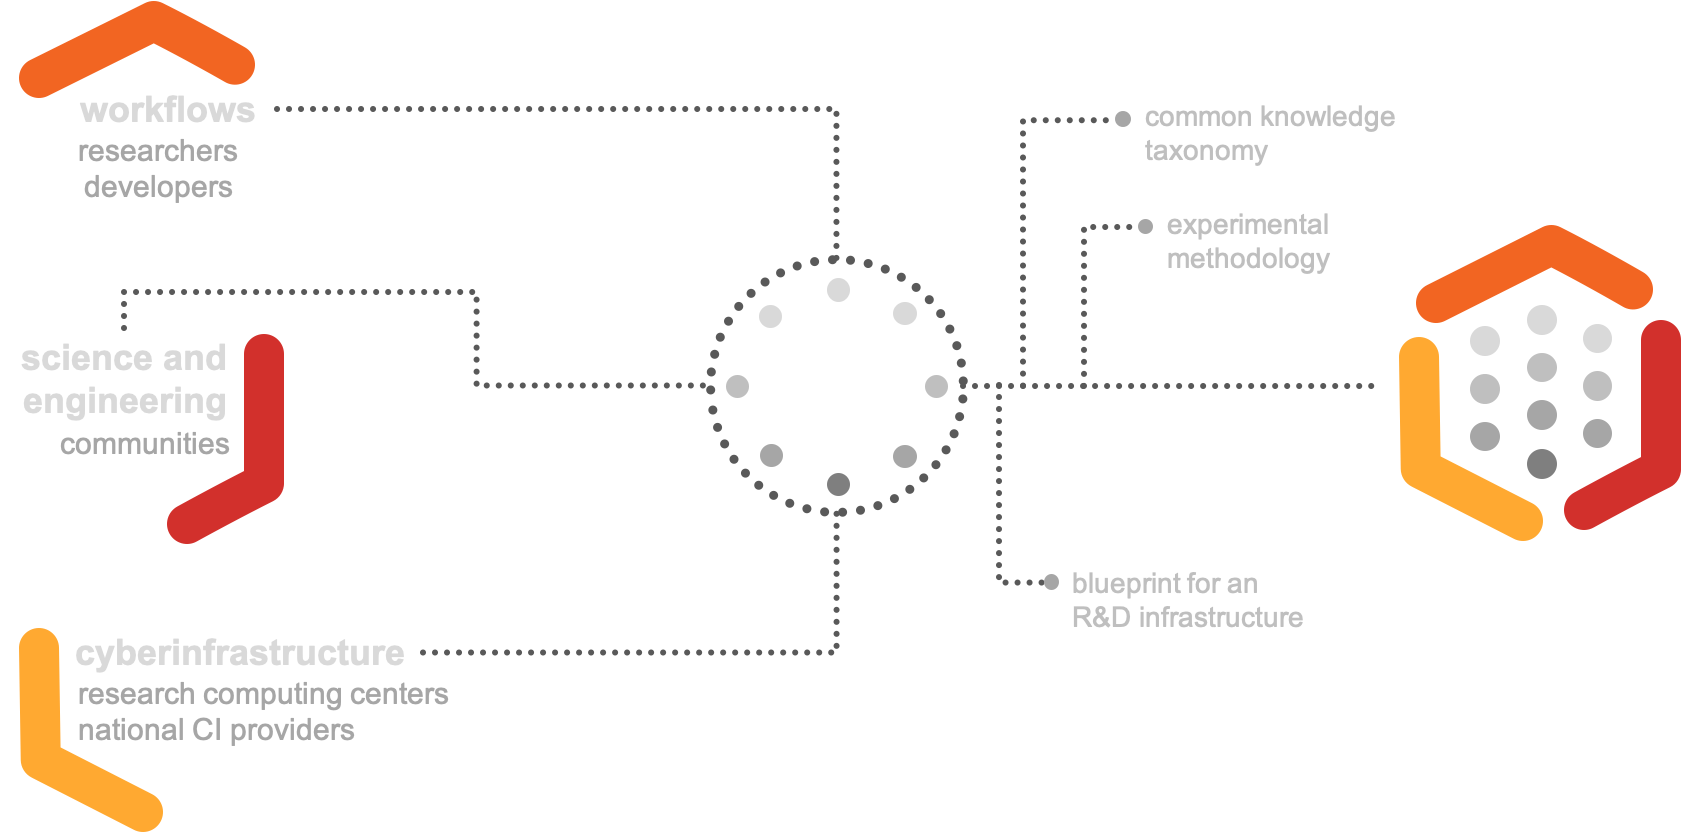 workflows
researchers
developers
science and
engineering
communities
cyberinfrastructure
research computing centers
national CI providers
common knowledge
taxonomy
experimental
methodology
blueprint for an
R&D infrastructure